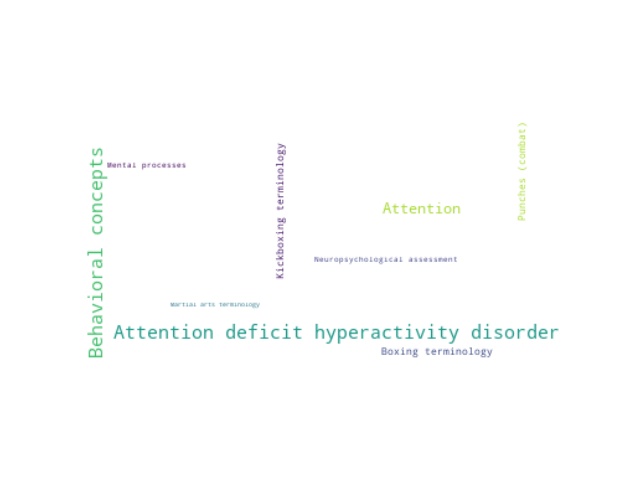 Behavioral concepts
Mental processes
Kickboxing terminology
Punches (combat)
Attention
Neuropsychological assessment
Martial arts terminology
Attention deficit hyperactivity disorder
Boxing terminology